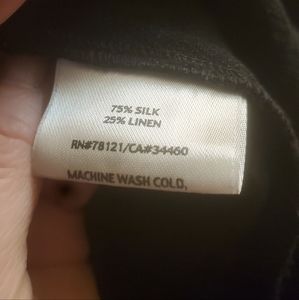 75% SILK
25% LINEN
RN#78121/CA#34460
MACHINE WASH COLD,